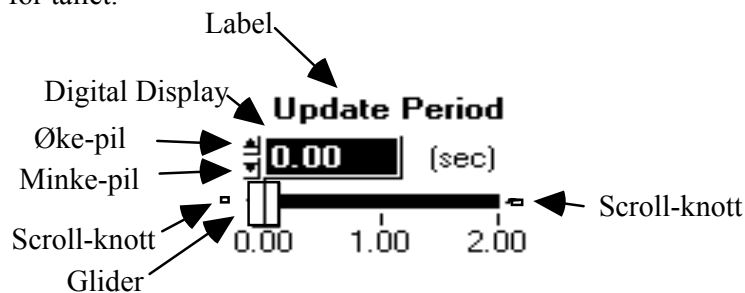 for tallet.
Label
Digital Display
Update Period
Øke-pil
0.00 (sec)
Minke-pil
Scroll-knott
Scroll-knott
0.00 1.00 2.00
Glider